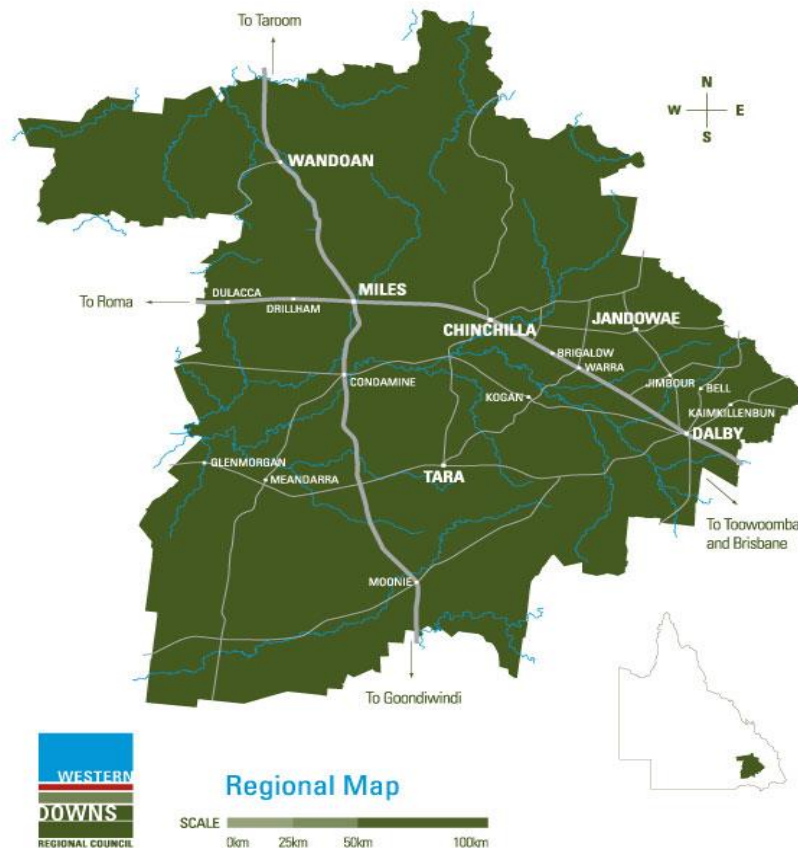 To Taroom
N
W E
S
WANDOAN
DULACCA
MILES
To Roma
DRILLHAM
CHINCHILLA
JANDOWAE
BRIGALOW
WARRA
CONDAMINE
JIMBOUR
BELL
KOGAN
KAIMKILLENBUN
DALBY
GLENMORGAN
TARA
MEANDARRA
To Toowoomba
and Brisbane
MOONIE
To Goondiwindi
WESTERN
DOWNS
REGIONAL COUNCIL
Regional Map
SCALE
0km 25km 50km 100km